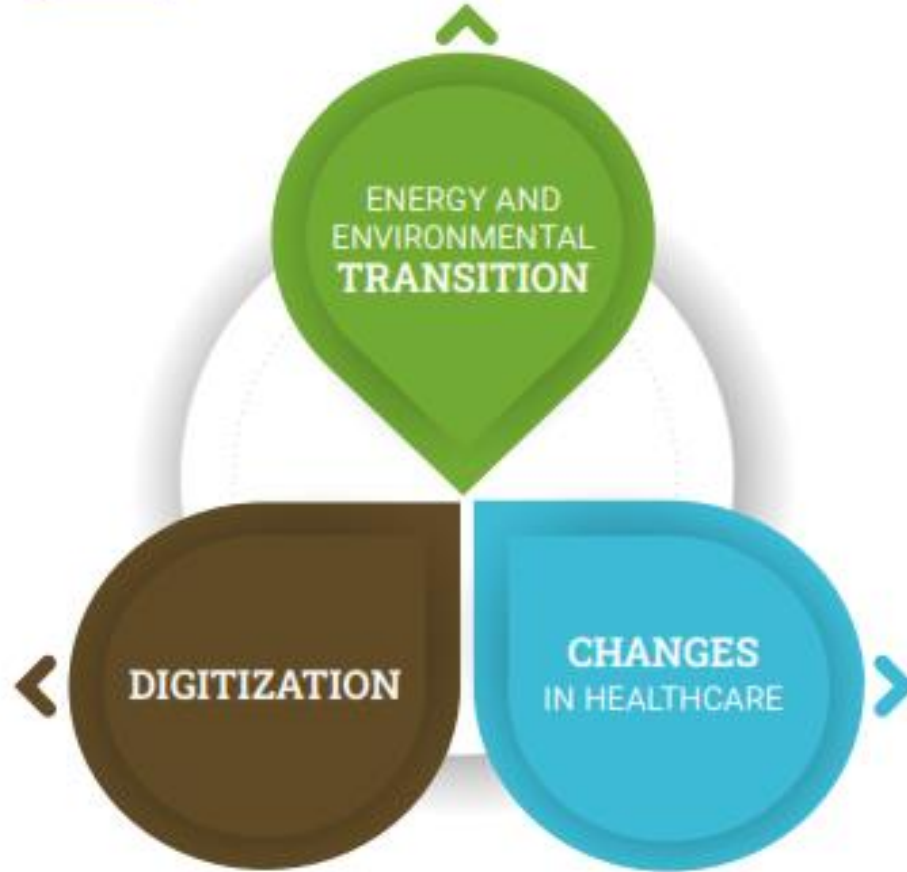 ENERGY AND
ENVIRONMENTAL
TRANSITION
DIGITIZATION
CHANGES
IN HEALTHCARE